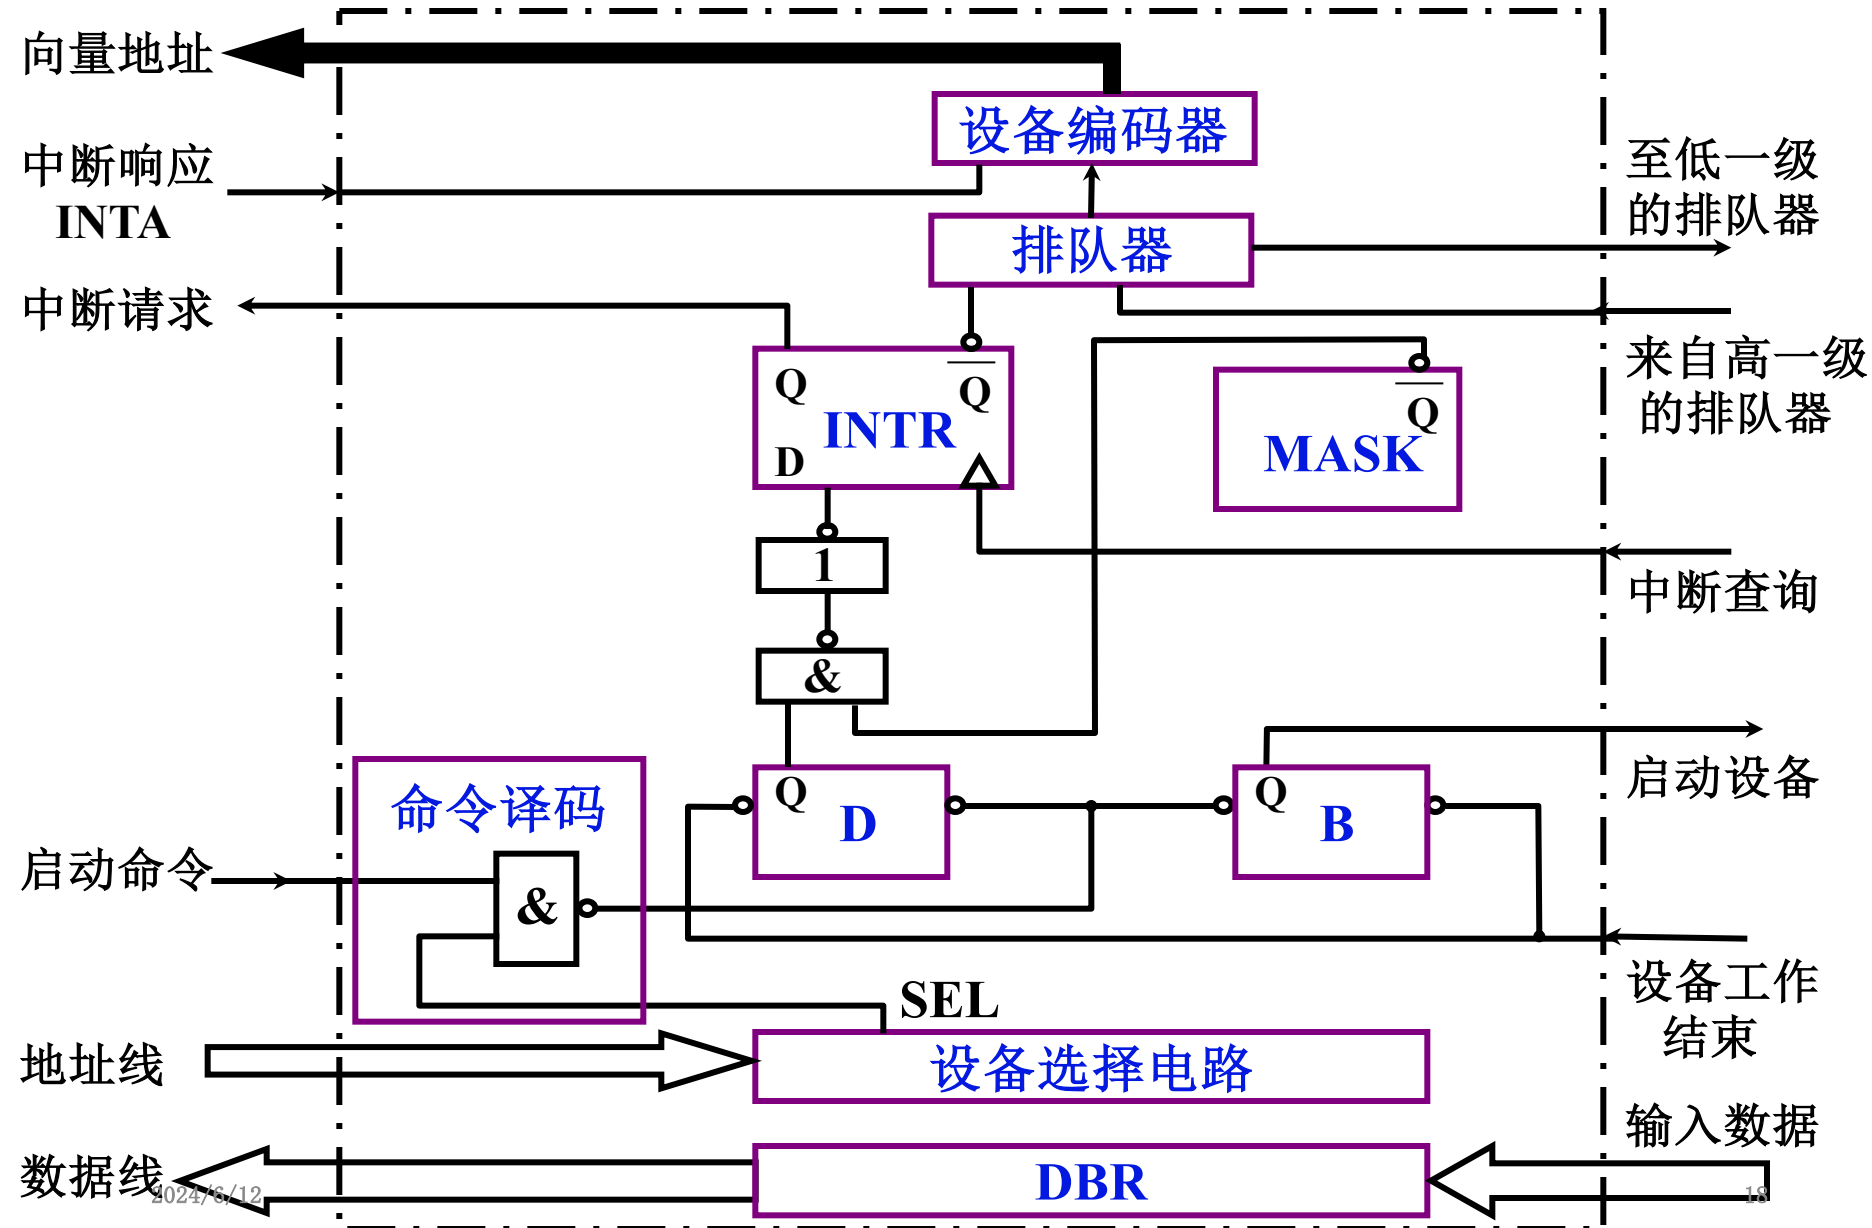 向量地址
设备编码器
中断响应
INTA
至低一级
的排队器
排队器
中断请求
来自高一级
的排队器
Q
Q
INTR
D
Q
MASK
1
中断查询
&
启动设备
命令译码
Q
D
Q
B
启动命令
&
设备工作
结束
SEL
地址线
设备选择电路
输入数据
数据线
DBR
2024/6/12
18